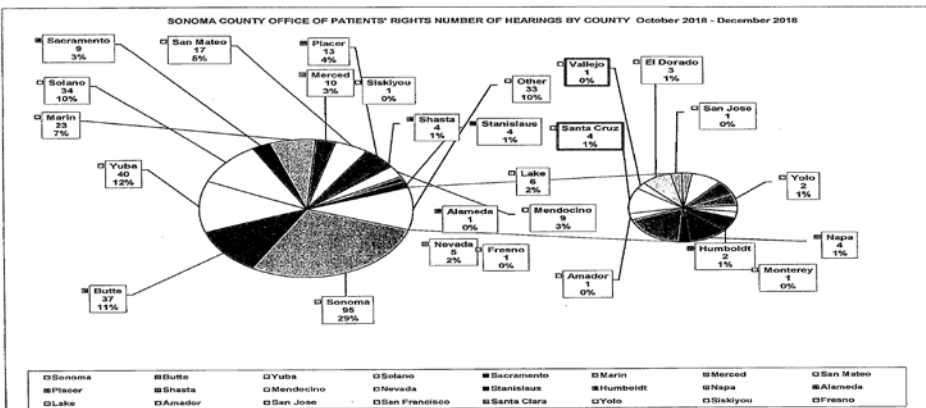 SONOMA COUNTY OFFICE OF PATIENTS' RIGHTS NUMBER OF HEARINGS BY COUNTY October 2018 - December 2018
Sacramento
9
3%
San Mateo
17
5%
Placer
13
4%
Merced
10
3%
Siskiyou
1
0%
Other
33
10%
Vallejo
1
0%
El Dorado
3
1%
Solano
34
10%
Marin
23
7%
Shasta
4
1%
Stanislaus
4
1%
Santa Cruz
4
1%
San Jose
1
0%
Yuba
40
12%
Lake
6
2%
Yolo
2
1%
Alameda
1
0%
Mendocino
9
3%
Nevada
5
2%
Fresno
1
0%
Humboldt
2
1%
Napa
4
1%
Amador
1
0%
Monterey
1
0%
Butte
37
11%
Sonoma
95
29%
Sonoma Butte Yuba Solano Sacramento Marin Merced San Mateo
Placer Shasta Mendocino Nevada Stanislaus Humboldt Napa Alameda
Lake Amador San Jose San Francisco Santa Clara Yolo Siskiyou Fresno